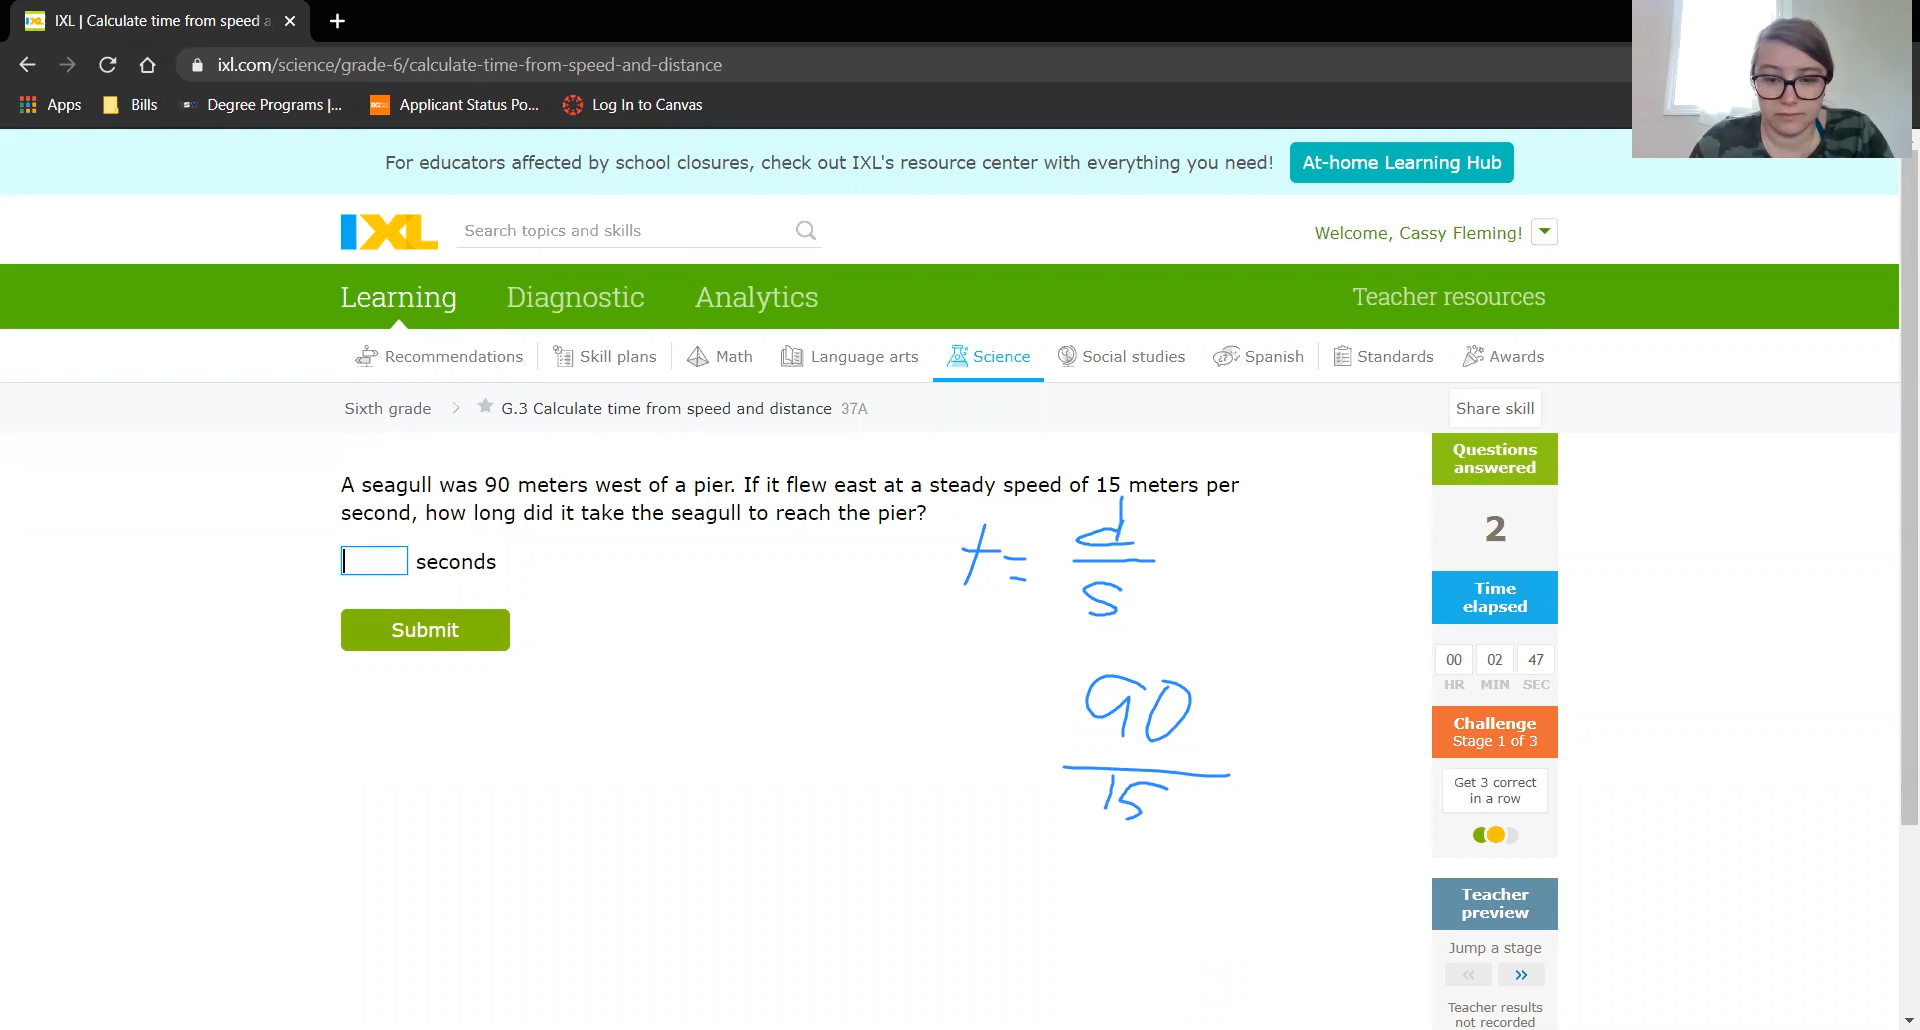 IXL | Calculate time from speed a
ixl.com/science/grade-6/calculate-time-from-speed-and-distance
Apps Bills Degree Programs |... Applicant Status Po... Log In to Canvas
For educators affected by school closures, check out IXL's resource center with everything you need! At-home Learning Hub
IXL Search topics and skills Welcome, Cassy Fleming!
Learning Diagnostic Analytics Teacher resources
Recommendations Skill plans Math Language arts Science Social studies Spanish Standards Awards
Sixth grade > G.3 Calculate time from speed and distance 37A Share skill
A seagull was 90 meters west of a pier. If it flew east at a steady speed of 15 meters per
second, how long did it take the seagull to reach the pier?
seconds
Submit
t = d
s
90
15
Questions
answered
2
Time
elapsed
00 02 47
HR MIN SEC
Challenge
Stage 1 of 3
Get 3 correct
in a row
Teacher
preview
Jump a stage
<< >>
Teacher results
not recorded